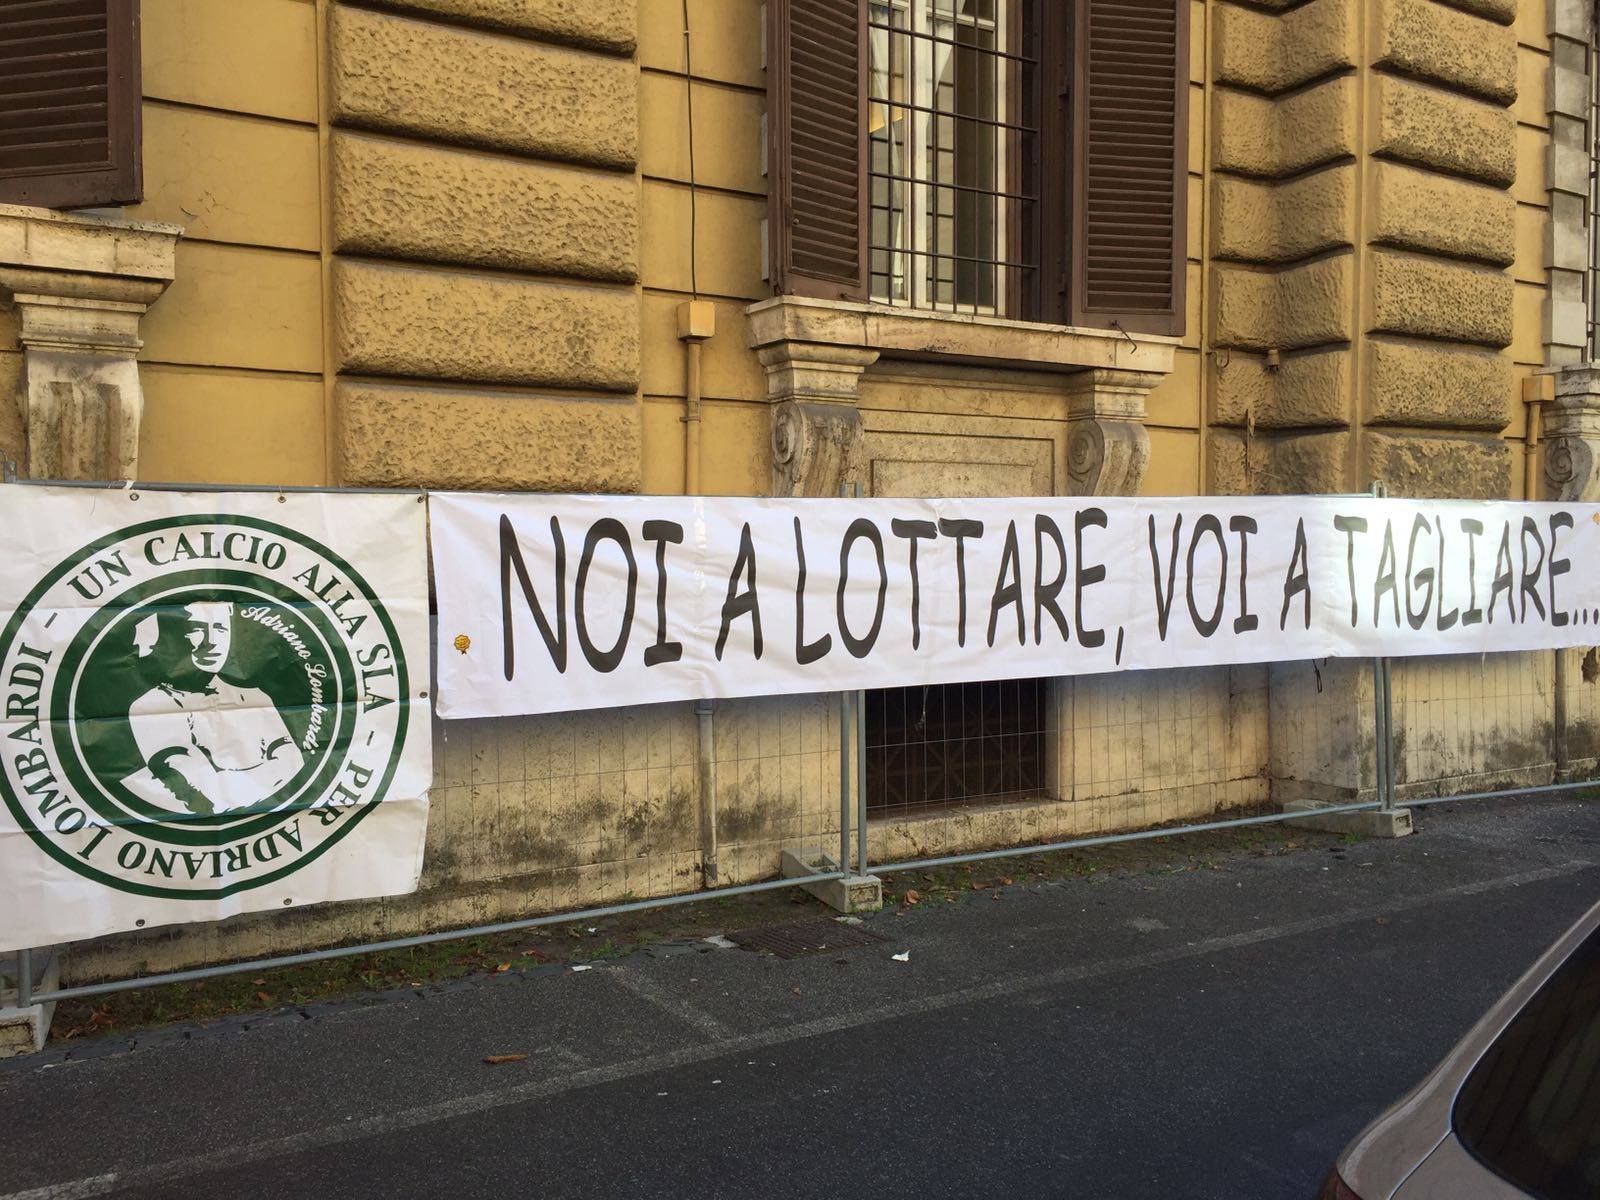 UN CALCIO ALLA SLA - PER ADRIANO LOMBARDI -
Adriano Lombardi
NOI A LOTTARE, VOI A TAGLIARE...